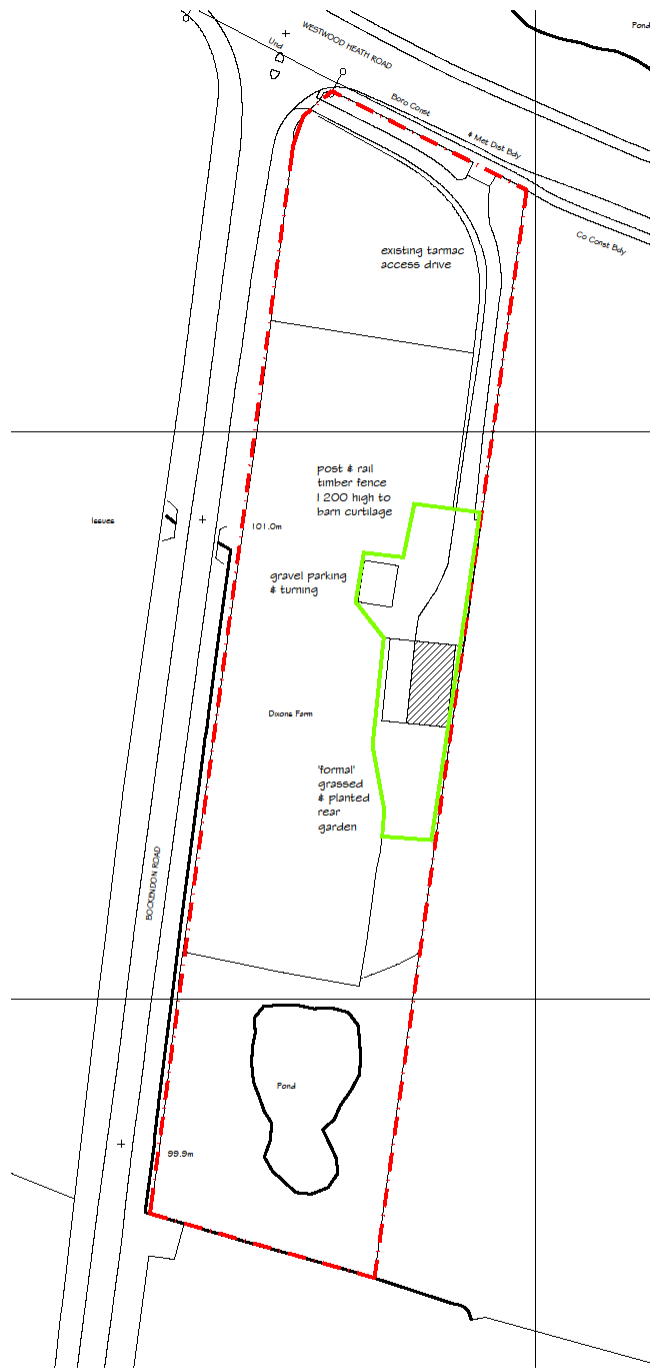 Pond
WESTWOOD HEATH ROAD
Und
Boro Const
& Met Dist Bdy
Co Const Bdy
existing tarmac
access drive
post & rail
timber fence
1200 high to
barn curtilage
Issues
101.0m
gravel parking
& turning
Dixons Farm
'formal'
grassed
& planted
rear
garden
BOCKENDON ROAD
Pond
99.9m